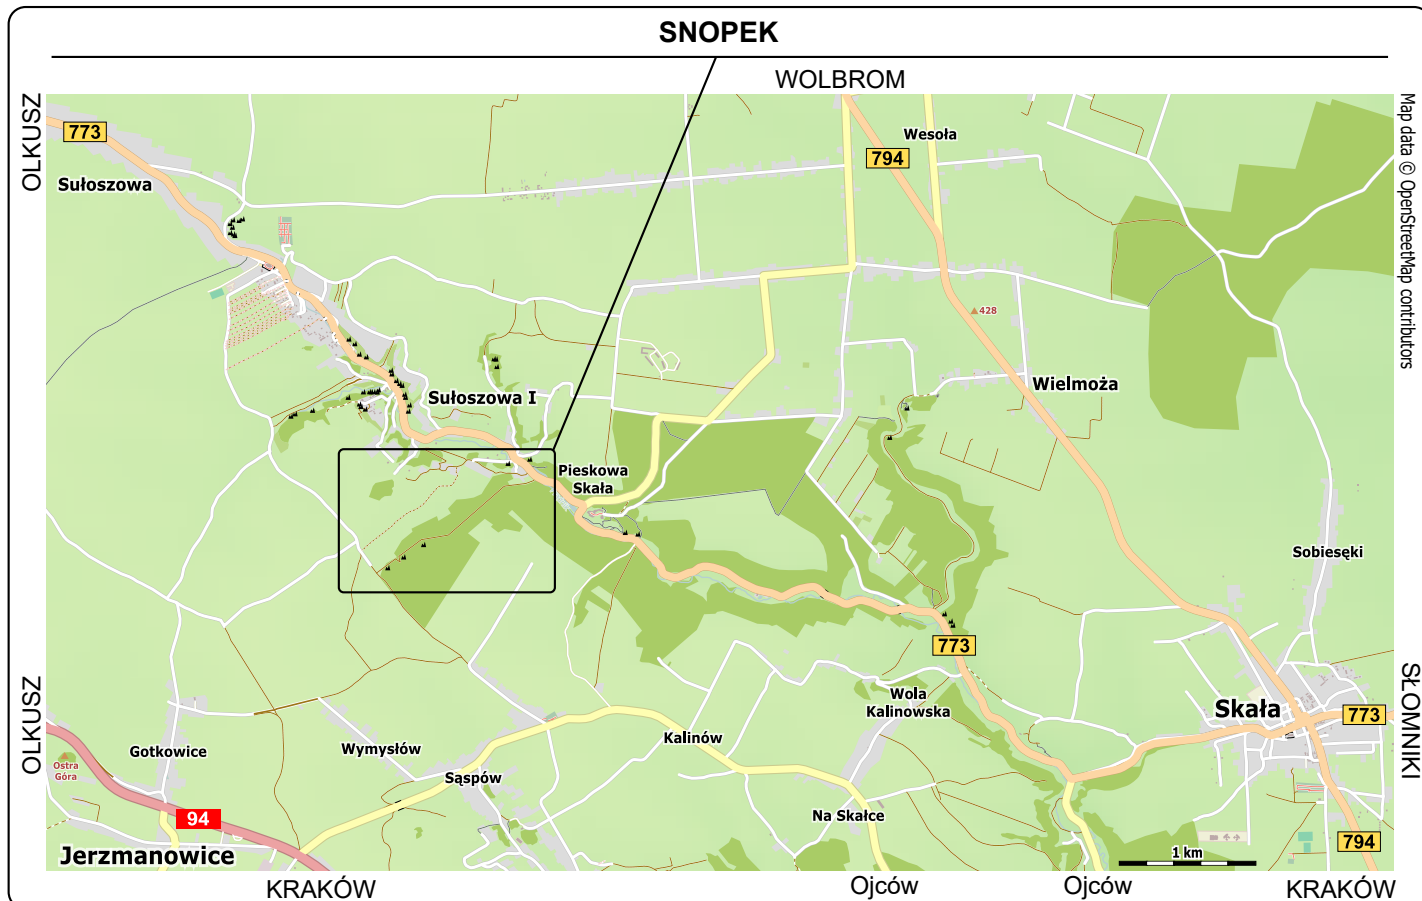 SNOPEK
WOLBROM
OLKUSZ
773
Sułoszowa
794
Wesoła
Map data © OpenStreetMap contributors
428
Sułoszowa I
Wielmoża
Pieskowa
Skała
Sobiesęki
773
OLKUSZ
Gotkowice
Ostra
Góra
Wymysłów
Sąspów
Kalinów
Wola
Kalinowska
Skała
773
SŁOMNIKI
94
Na Skałce
794
Jerzmanowice
1 km
KRAKÓW
Ojców
Ojców
KRAKÓW